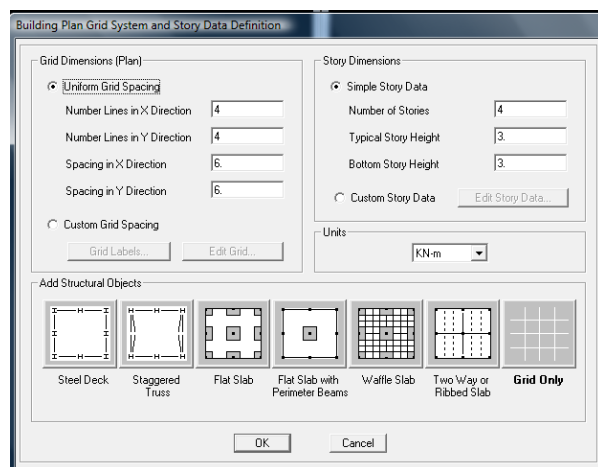 Building Plan Grid System and Story Data Definition
Grid Dimensions (Plan)
Uniform Grid Spacing
Number Lines in X Direction 4
Number Lines in Y Direction 4
Spacing in X Direction 6.
Spacing in Y Direction 6.
Custom Grid Spacing
Grid Labels... Edit Grid...
Story Dimensions
Simple Story Data
Number of Stories 4
Typical Story Height 3.
Bottom Story Height 3.
Custom Story Data Edit Story Data...
Units
KN-m
Add Structural Objects
Steel Deck
Staggered
Truss
Flat Slab
Flat Slab with
Perimeter Beams
Waffle Slab
Two Way or
Ribbed Slab
Grid Only
OK Cancel